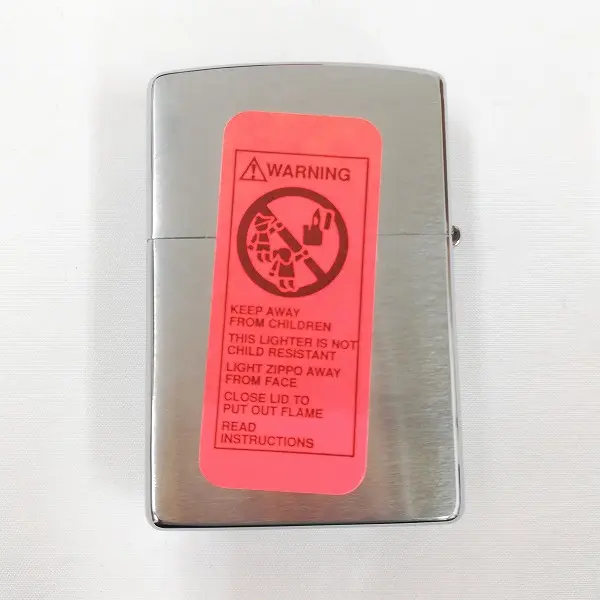 WARNING
KEEP AWAY
FROM CHILDREN
THIS LIGHTER IS NOT
CHILD RESISTANT
LIGHT ZIPPO AWAY
FROM FACE
CLOSE LID TO
PUT OUT FLAME
READ
INSTRUCTIONS